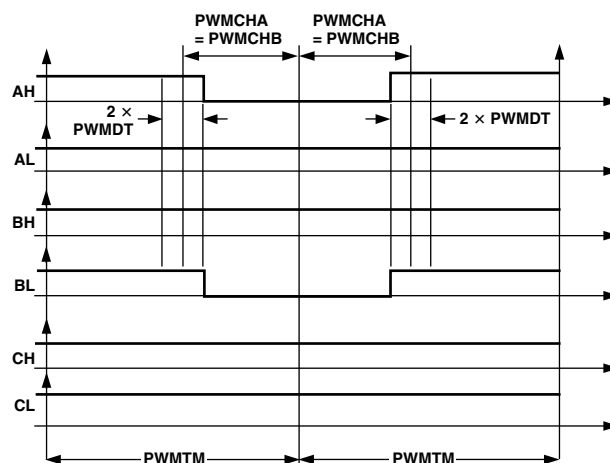 PWMCHA
= PWMCHB
PWMCHA
= PWMCHB
AH
2 ×
PWMDT
2 × PWMDT
AL
BH
BL
CH
CL
PWMTM
PWMTM